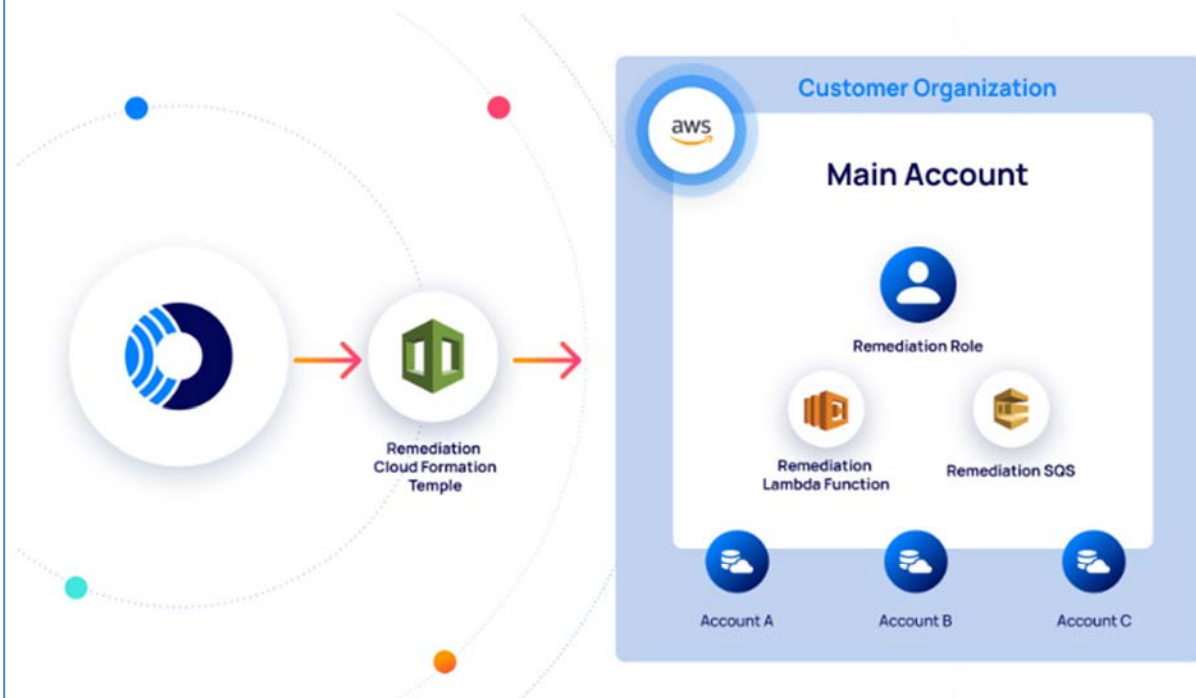 Customer Organization
aws
Main Account
Remediation Role
Remediation
Cloud Formation
Temple
Remediation
Lambda Function
Remediation SQS
Account A
Account B
Account C